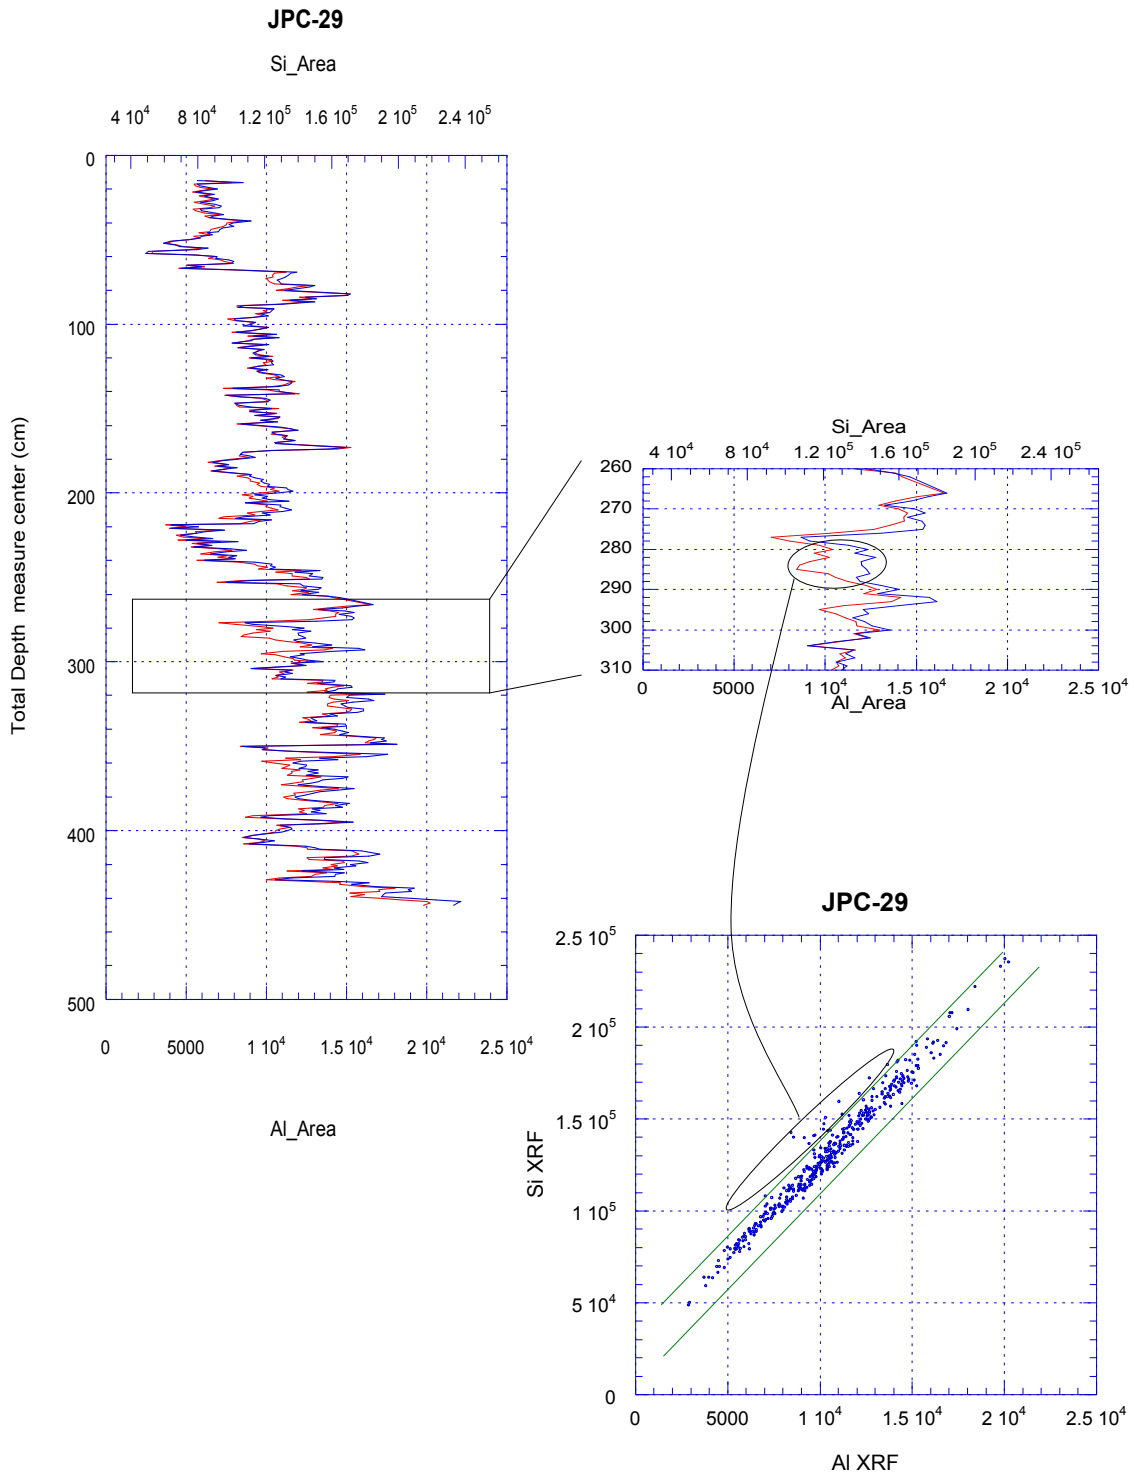 JPC-29
Si_Area
4 10⁴ 8 10⁴ 1.2 10⁵ 1.6 10⁵ 2 10⁵ 2.4 10⁵
0
100
200
300
400
500
Total Depth measure center (cm)
0 5000 1 10⁴ 1.5 10⁴ 2 10⁴ 2.5 10⁴
Al_Area
Si_Area
4 10⁴ 8 10⁴ 1.2 10⁵ 1.6 10⁵ 2 10⁵ 2.4 10⁵
260
270
280
290
300
310
0 5000 1 10⁴ 1.5 10⁴ 2 10⁴ 2.5 10⁴
Al_Area
JPC-29
2.5 10⁵
2 10⁵
1.5 10⁵
1 10⁵
5 10⁴
0
Si XRF
0 5000 1 10⁴ 1.5 10⁴ 2 10⁴ 2.5 10⁴
Al XRF